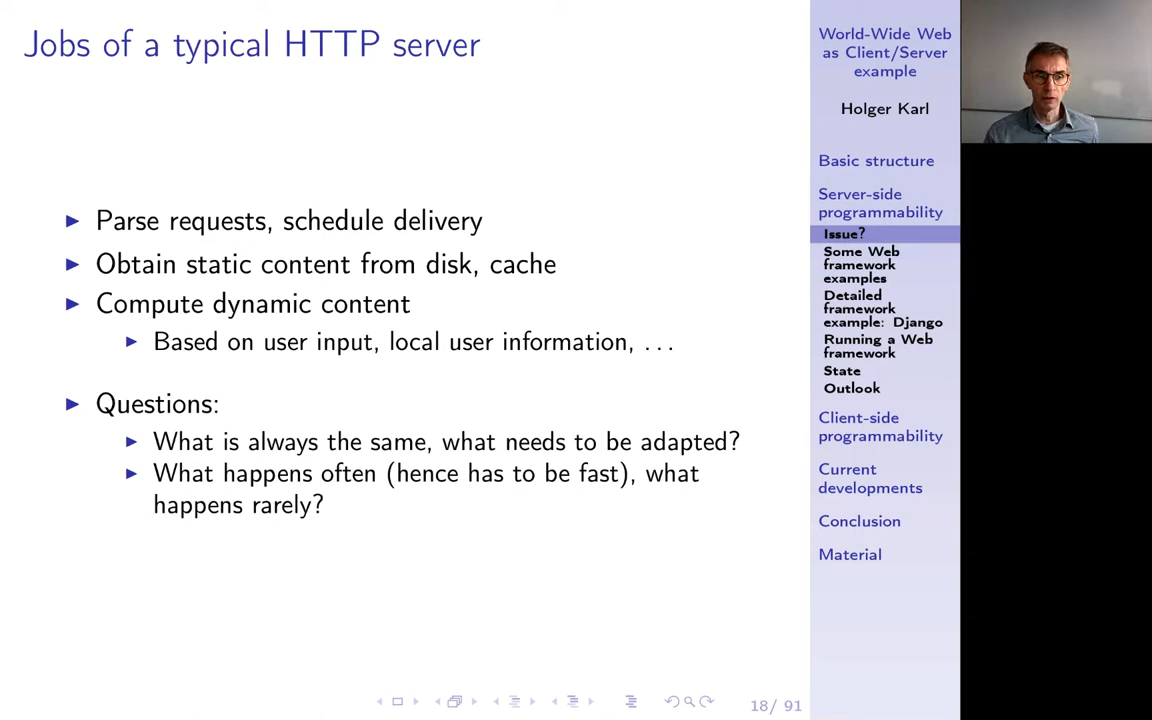 Jobs of a typical HTTP server
Parse requests, schedule delivery
Obtain static content from disk, cache
Compute dynamic content
Based on user input, local user information, ...
Questions:
What is always the same, what needs to be adapted?
What happens often (hence has to be fast), what
happens rarely?
World-Wide Web
as Client/Server
example
Holger Karl
Basic structure
Server-side
programmability
Issue?
Some Web
framework
examples
Detailed
framework
example: Django
Running a Web
framework
State
Outlook
Client-side
programmability
Current
developments
Conclusion
Material
18/ 91